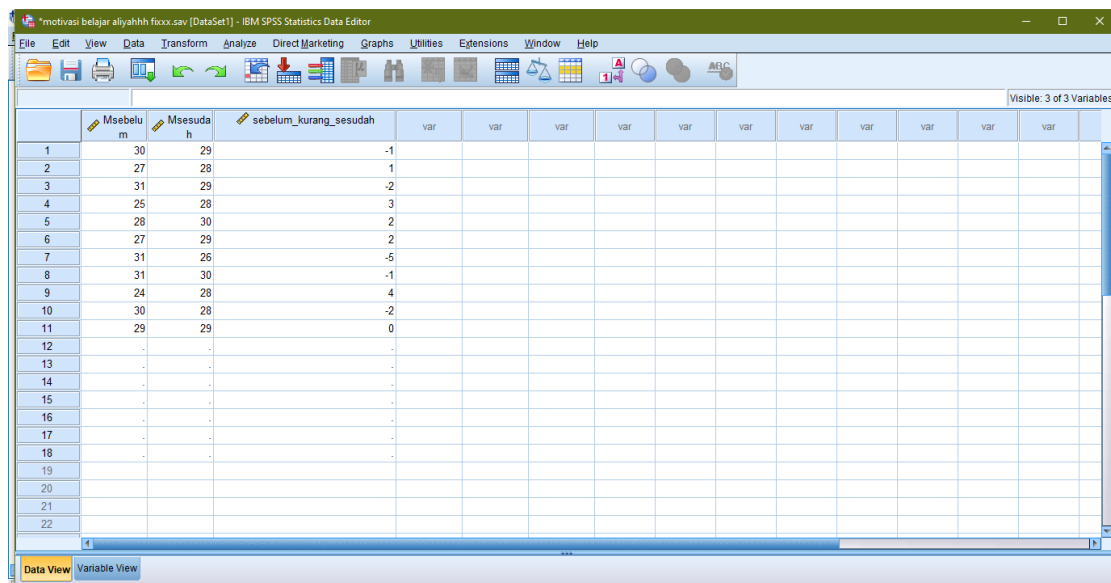 *motivasi belajar aliyahhh fixxx.sav [DataSet1] - IBM SPSS Statistics Data Editor
File Edit View Data Transform Analyze Direct Marketing Graphs Utilities Extensions Window Help
Visible: 3 of 3 Variables
Msebelum Msesudah sebelum_kurang_sesudah var var var var var var var var var var
1 30 29 -1
2 27 28 1
3 31 29 -2
4 25 28 3
5 28 30 2
6 27 29 2
7 31 26 -5
8 31 30 -1
9 24 28 4
10 30 28 -2
11 29 29 0
12 . . .
13 . . .
14 . . .
15 . . .
16 . . .
17 . . .
18 . . .
19
20
21
22
Data View Variable View